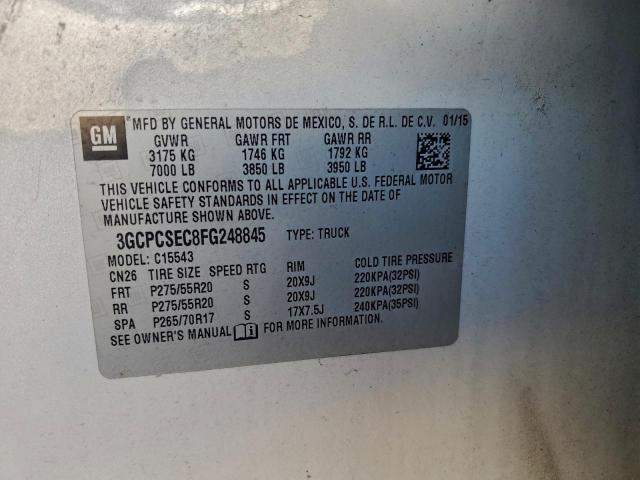 GM
®MFD BY GENERAL MOTORS DE MEXICO, S. DE R.L. DE C.V. 01/15
GVWR GAWR FRT GAWR RR
3175 KG 1746 KG 1792 KG
7000 LB 3850 LB 3950 LB
THIS VEHICLE CONFORMS TO ALL APPLICABLE U.S. FEDERAL MOTOR
VEHICLE SAFETY STANDARDS IN EFFECT ON THE DATE OF
MANUFACTURE SHOWN ABOVE.
3GCPCSEC8FG248845 TYPE: TRUCK
MODEL: C15543
CN26 TIRE SIZE SPEED RTG RIM COLD TIRE PRESSURE
FRT P275/55R20 S 20X9J 220KPA(32PSI)
RR P275/55R20 S 20X9J 220KPA(32PSI)
SPA P265/70R17 S 17X7.5J 240KPA(35PSI)
SEE OWNER'S MANUAL FOR MORE INFORMATION.